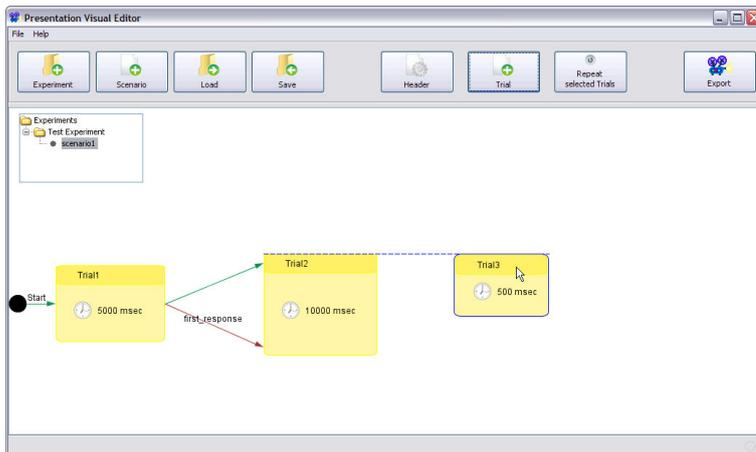 Presentation Visual Editor
File Help
Experiment
Scenario
Load
Save
Header
Trial
Repeat
selected Trials
Export
Experiments
Test Experiment
scenario1
Start
Trial1
5000 msec
first_response
Trial2
10000 msec
Trial3
500 msec